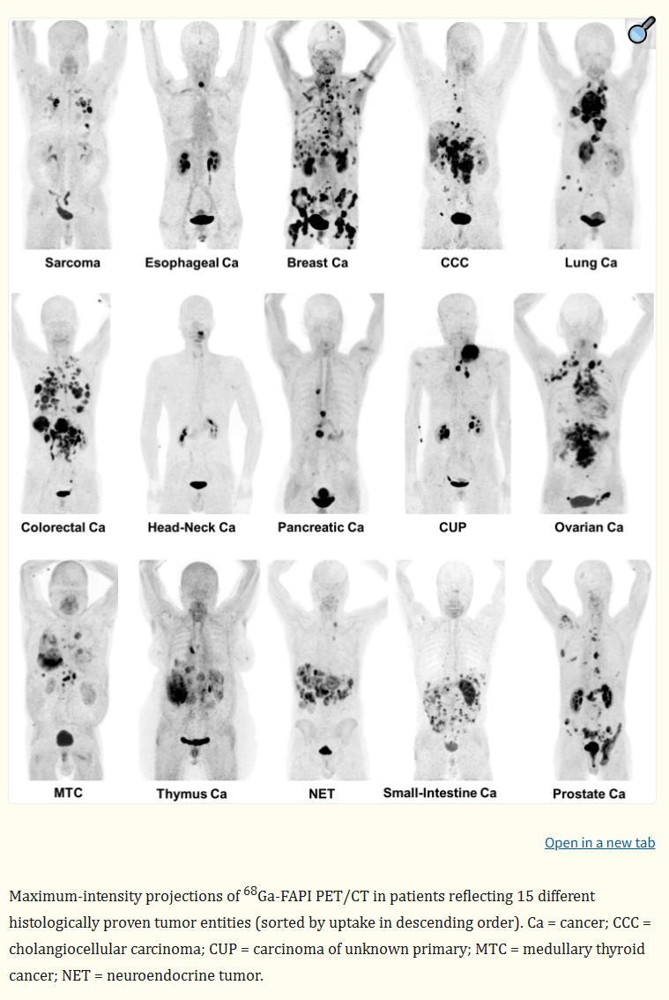 Sarcoma Esophageal Ca Breast Ca CCC Lung Ca
Colorectal Ca Head-Neck Ca Pancreatic Ca CUP Ovarian Ca
MTC Thymus Ca NET Small-Intestine Ca Prostate Ca
Open in a new tab
Maximum-intensity projections of ⁶⁸Ga-FAPI PET/CT in patients reflecting 15 different
histologically proven tumor entities (sorted by uptake in descending order). Ca = cancer; CCC =
cholangiocellular carcinoma; CUP = carcinoma of unknown primary; MTC = medullary thyroid
cancer; NET = neuroendocrine tumor.